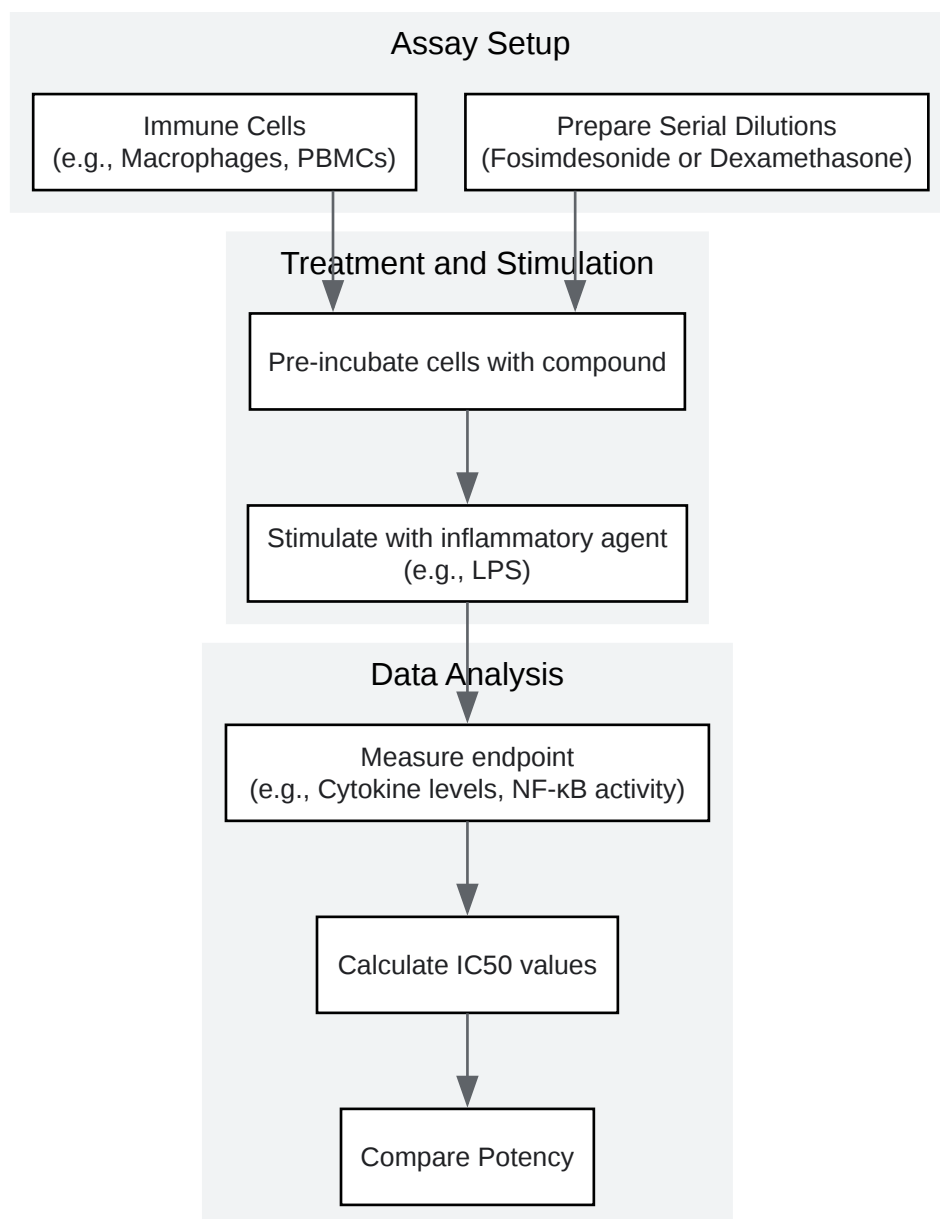 Assay Setup
Immune Cells
(e.g., Macrophages, PBMCs)
Prepare Serial Dilutions
(Fosimdesonide or Dexamethasone)
Treatment and Stimulation
Pre-incubate cells with compound
Stimulate with inflammatory agent
(e.g., LPS)
Data Analysis
Measure endpoint
(e.g., Cytokine levels, NF-κB activity)
Calculate IC50 values
Compare Potency